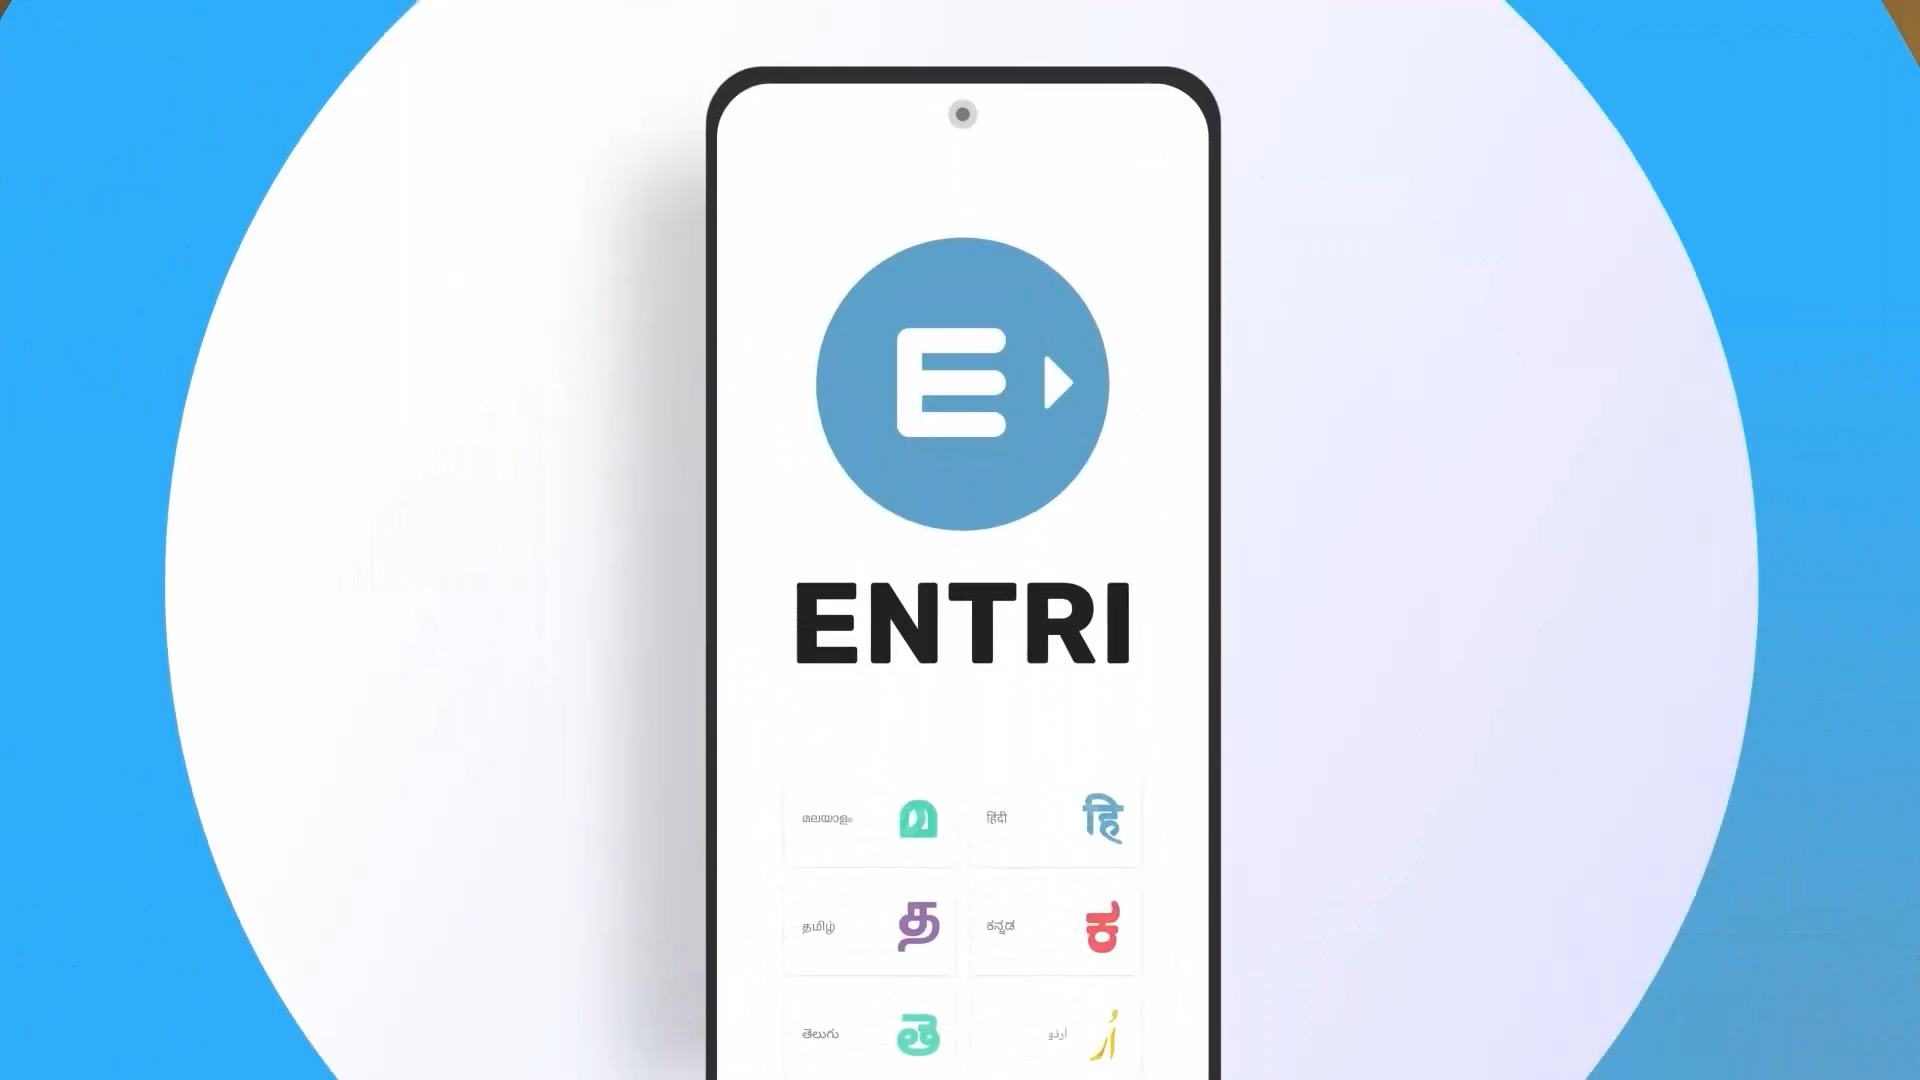 E
ENTRI
മലയാളം മ
हिंदी हि
தமிழ் த
ಕನ್ನಡ ಕ
తెలుగు తె
اردو اُر